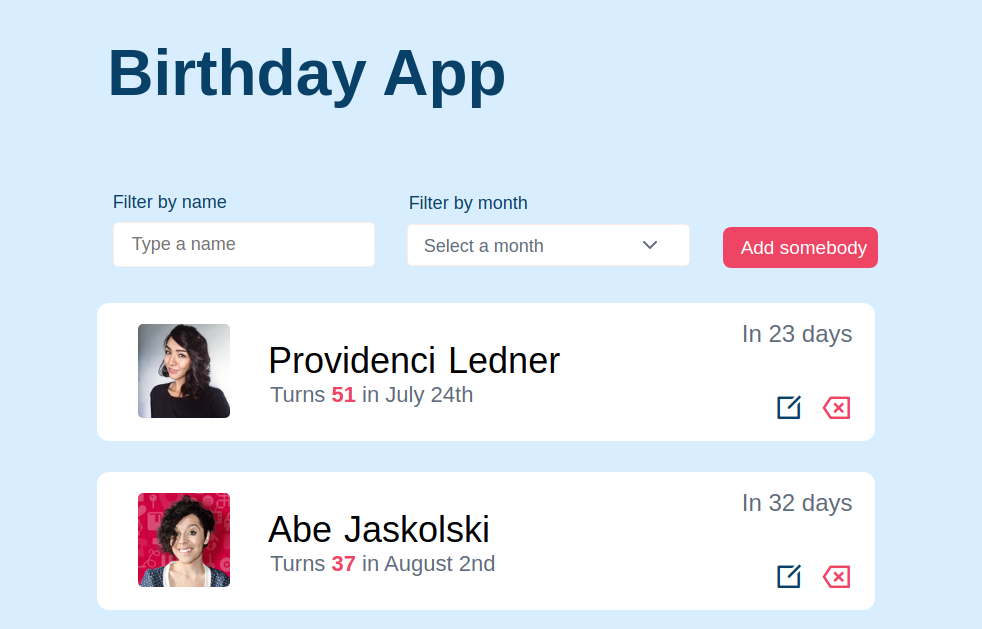 Birthday App
Filter by name
Filter by month
Type a name
Select a month
Add somebody
Providenci Ledner
Turns 51 in July 24th
In 23 days
Abe Jaskolski
Turns 37 in August 2nd
In 32 days